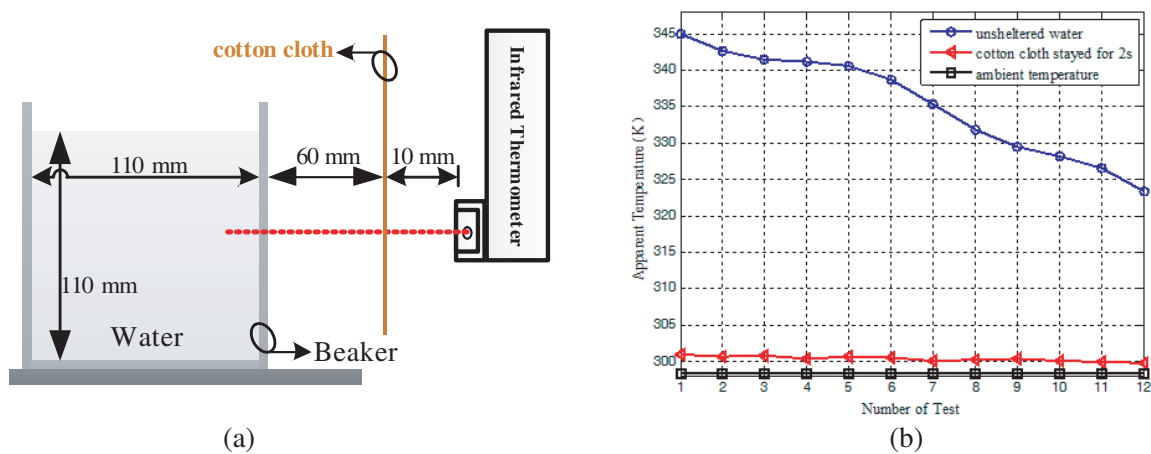 cotton cloth
Infrared Thermometer
110 mm
60 mm
10 mm
110 mm
Water
Beaker
(a)
unsheltered water
cotton cloth stayed for 2s
ambient temperature
Apparent Temperature (K)
345
340
335
330
325
320
315
310
305
300
1 2 3 4 5 6 7 8 9 10 11 12
Number of Test
(b)